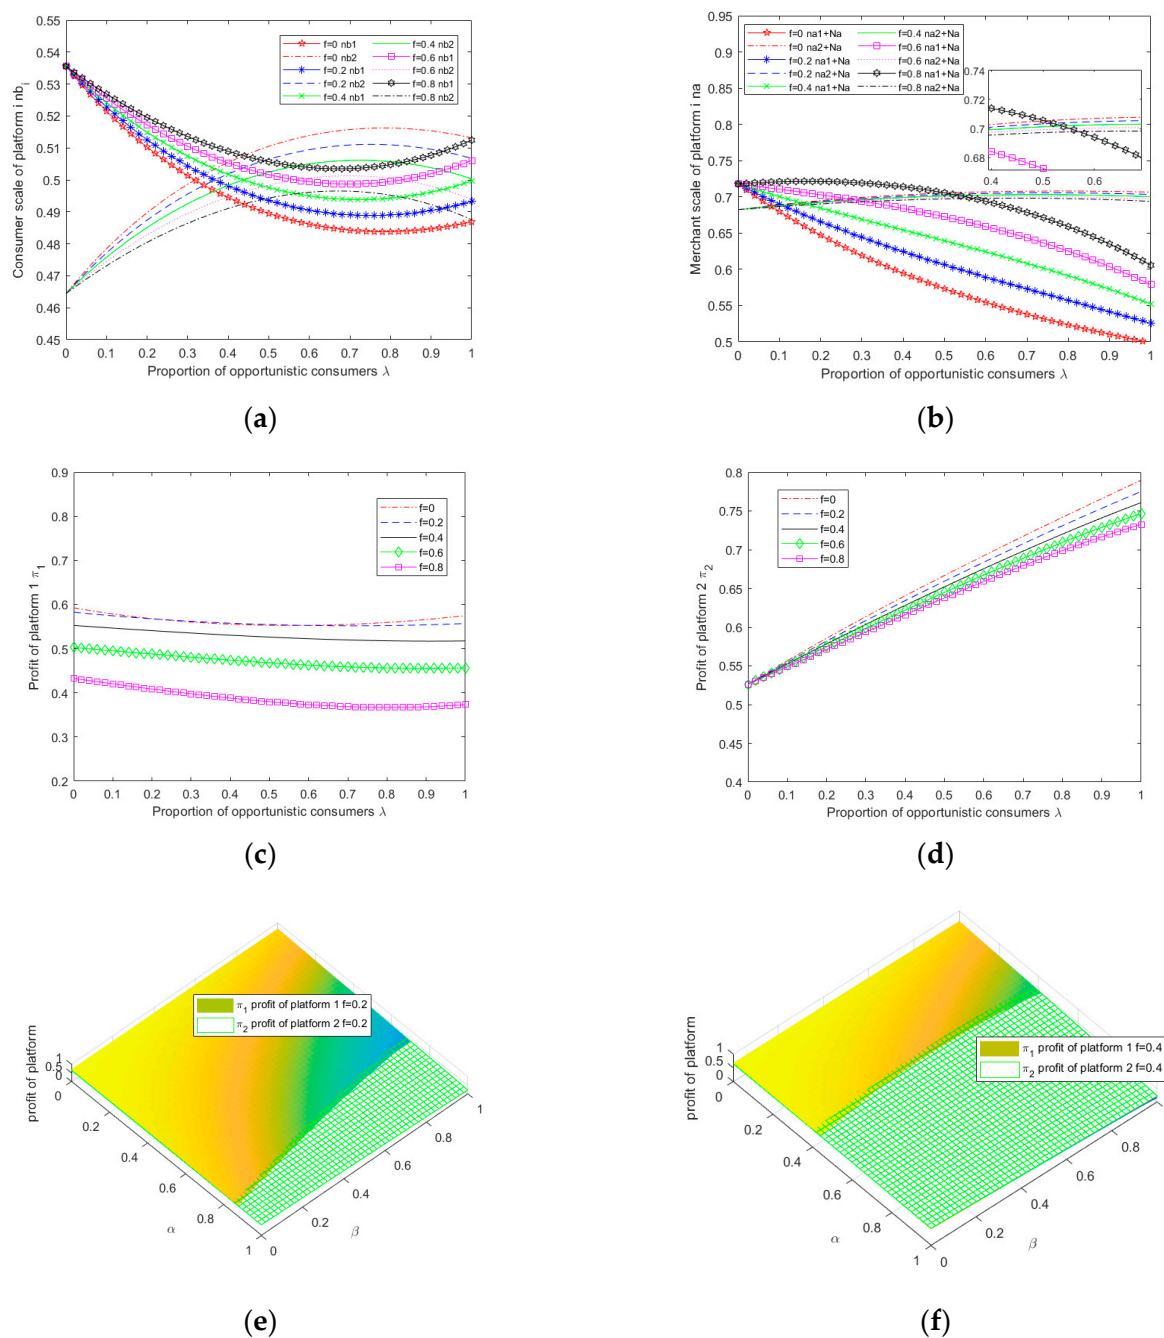 0.55
0.54
0.53
0.52
0.51
0.5
0.49
0.48
0.47
0.46
0.45
Consumer scale of platform i nb_i
f=0 nb1
f=0 nb2
f=0.2 nb1
f=0.2 nb2
f=0.4 nb1
f=0.4 nb2
f=0.6 nb1
f=0.6 nb2
f=0.8 nb1
f=0.8 nb2
0 0.1 0.2 0.3 0.4 0.5 0.6 0.7 0.8 0.9 1
Proportion of opportunistic consumers λ
(a)
0.95
0.9
0.85
0.8
0.75
0.7
0.65
0.6
0.55
0.5
Merchant scale of platform i na
f=0 na1+Na
f=0 na2+Na
f=0.2 na1+Na
f=0.2 na2+Na
f=0.4 na1+Na
f=0.4 na2+Na
f=0.6 na1+Na
f=0.6 na2+Na
f=0.8 na1+Na
f=0.8 na2+Na
0.74
0.72
0.7
0.68
0.4 0.5 0.6
0 0.1 0.2 0.3 0.4 0.5 0.6 0.7 0.8 0.9 1
Proportion of opportunistic consumers λ
(b)
0.9
0.8
0.7
0.6
0.5
0.4
0.3
0.2
Profit of platform 1 π_1
f=0
f=0.2
f=0.4
f=0.6
f=0.8
0 0.1 0.2 0.3 0.4 0.5 0.6 0.7 0.8 0.9 1
Proportion of opportunistic consumers λ
(c)
0.8
0.75
0.7
0.65
0.6
0.55
0.5
0.45
0.4
Profit of platform 2 π_2
f=0
f=0.2
f=0.4
f=0.6
f=0.8
0 0.1 0.2 0.3 0.4 0.5 0.6 0.7 0.8 0.9 1
Proportion of opportunistic consumers λ
(d)
π_1 profit of platform 1 f=0.2
π_2 profit of platform 2 f=0.2
profit of platform
1
0.5
0
0
0.2
0.4
0.6
0.8
1
α
0
0.2
0.4
0.6
0.8
1
β
(e)
π_1 profit of platform 1 f=0.4
π_2 profit of platform 2 f=0.4
profit of platform
1
0.5
0
0
0.2
0.4
0.6
0.8
1
α
0
0.2
0.4
0.6
0.8
1
β
(f)